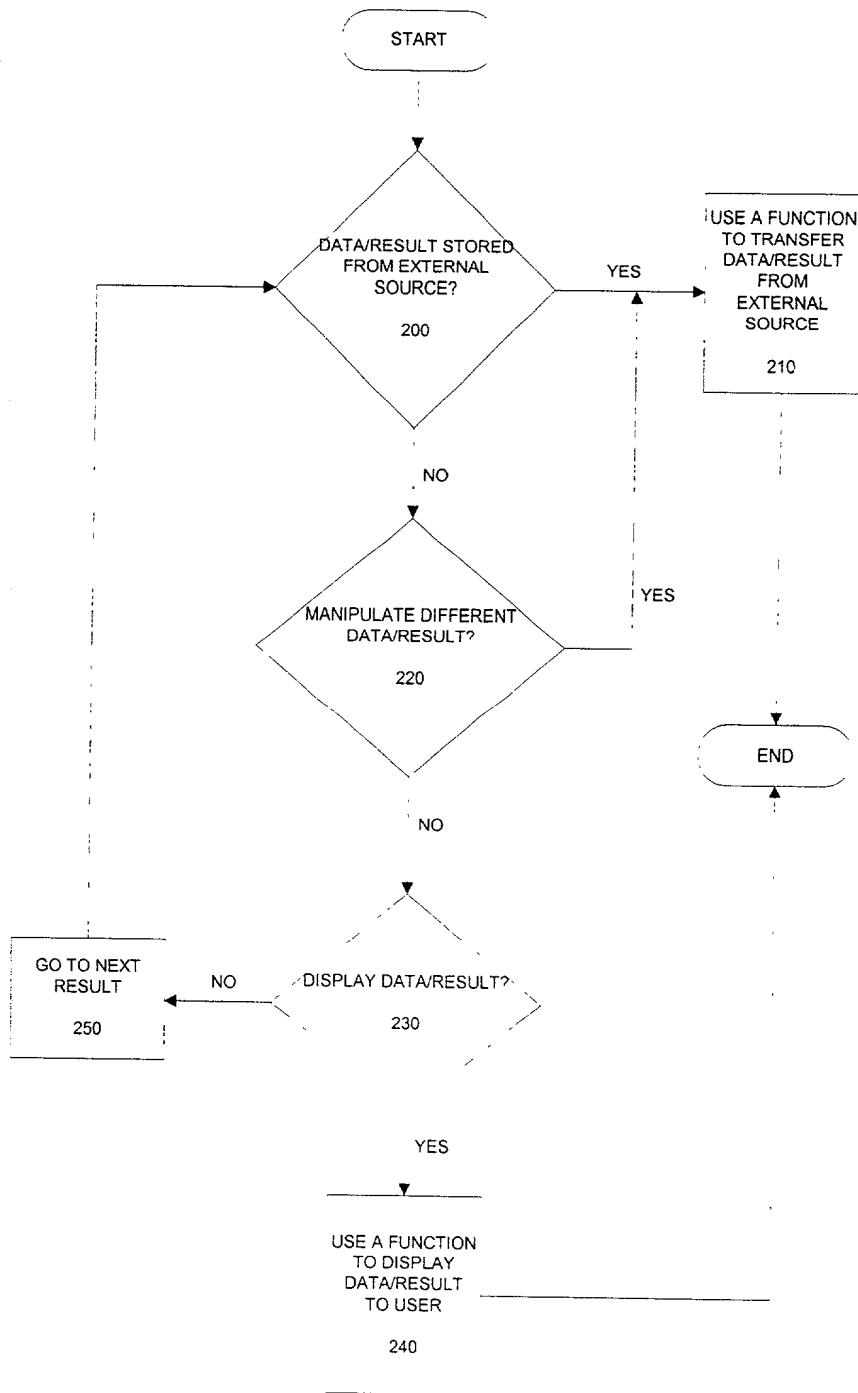 START
DATA/RESULT STORED
FROM EXTERNAL
SOURCE?
200
YES
USE A FUNCTION
TO TRANSFER
DATA/RESULT
FROM
EXTERNAL
SOURCE
210
NO
MANIPULATE DIFFERENT
DATA/RESULT?
220
YES
END
NO
DISPLAY DATA/RESULT?
230
NO
GO TO NEXT
RESULT
250
YES
USE A FUNCTION
TO DISPLAY
DATA/RESULT
TO USER
240